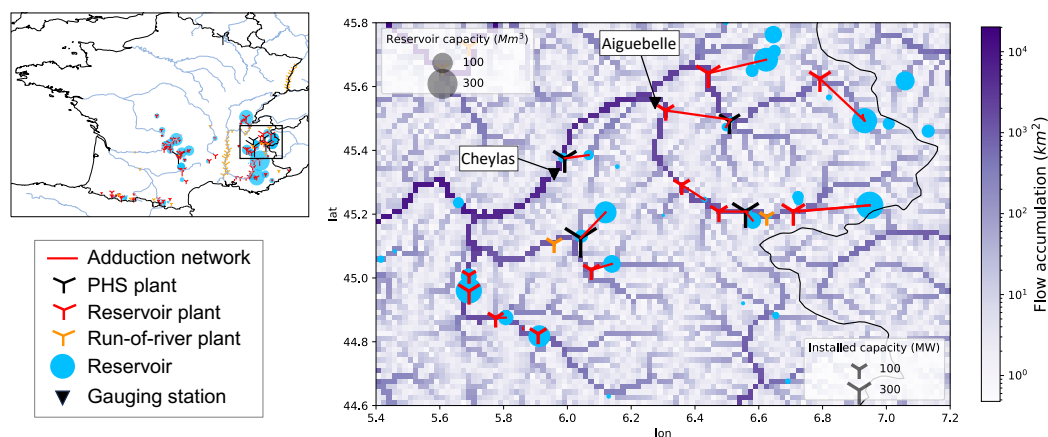 Adduction network
PHS plant
Reservoir plant
Run-of-river plant
Reservoir
Gauging station
45.8
45.6
45.4
45.2
45.0
44.8
44.6
lat
5.4
5.6
5.8
6.0
6.2
6.4
6.6
6.8
7.0
7.2
lon
Reservoir capacity (Mm³)
100
300
Aiguebelle
Cheylas
Installed capacity (MW)
100
300
10⁴
10³
10²
10¹
10⁰
Flow accumulation (km²)